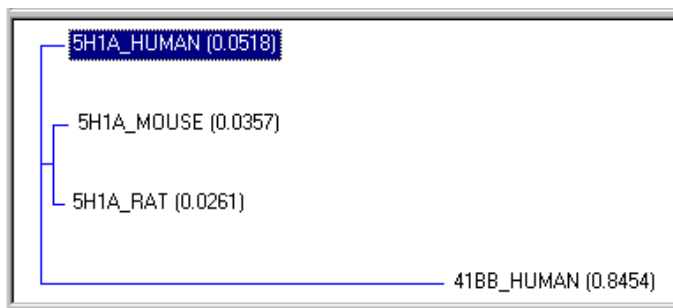 5H1A_HUMAN (0.0518)
5H1A_MOUSE (0.0357)
5H1A_RAT (0.0261)
41BB_HUMAN (0.8454)